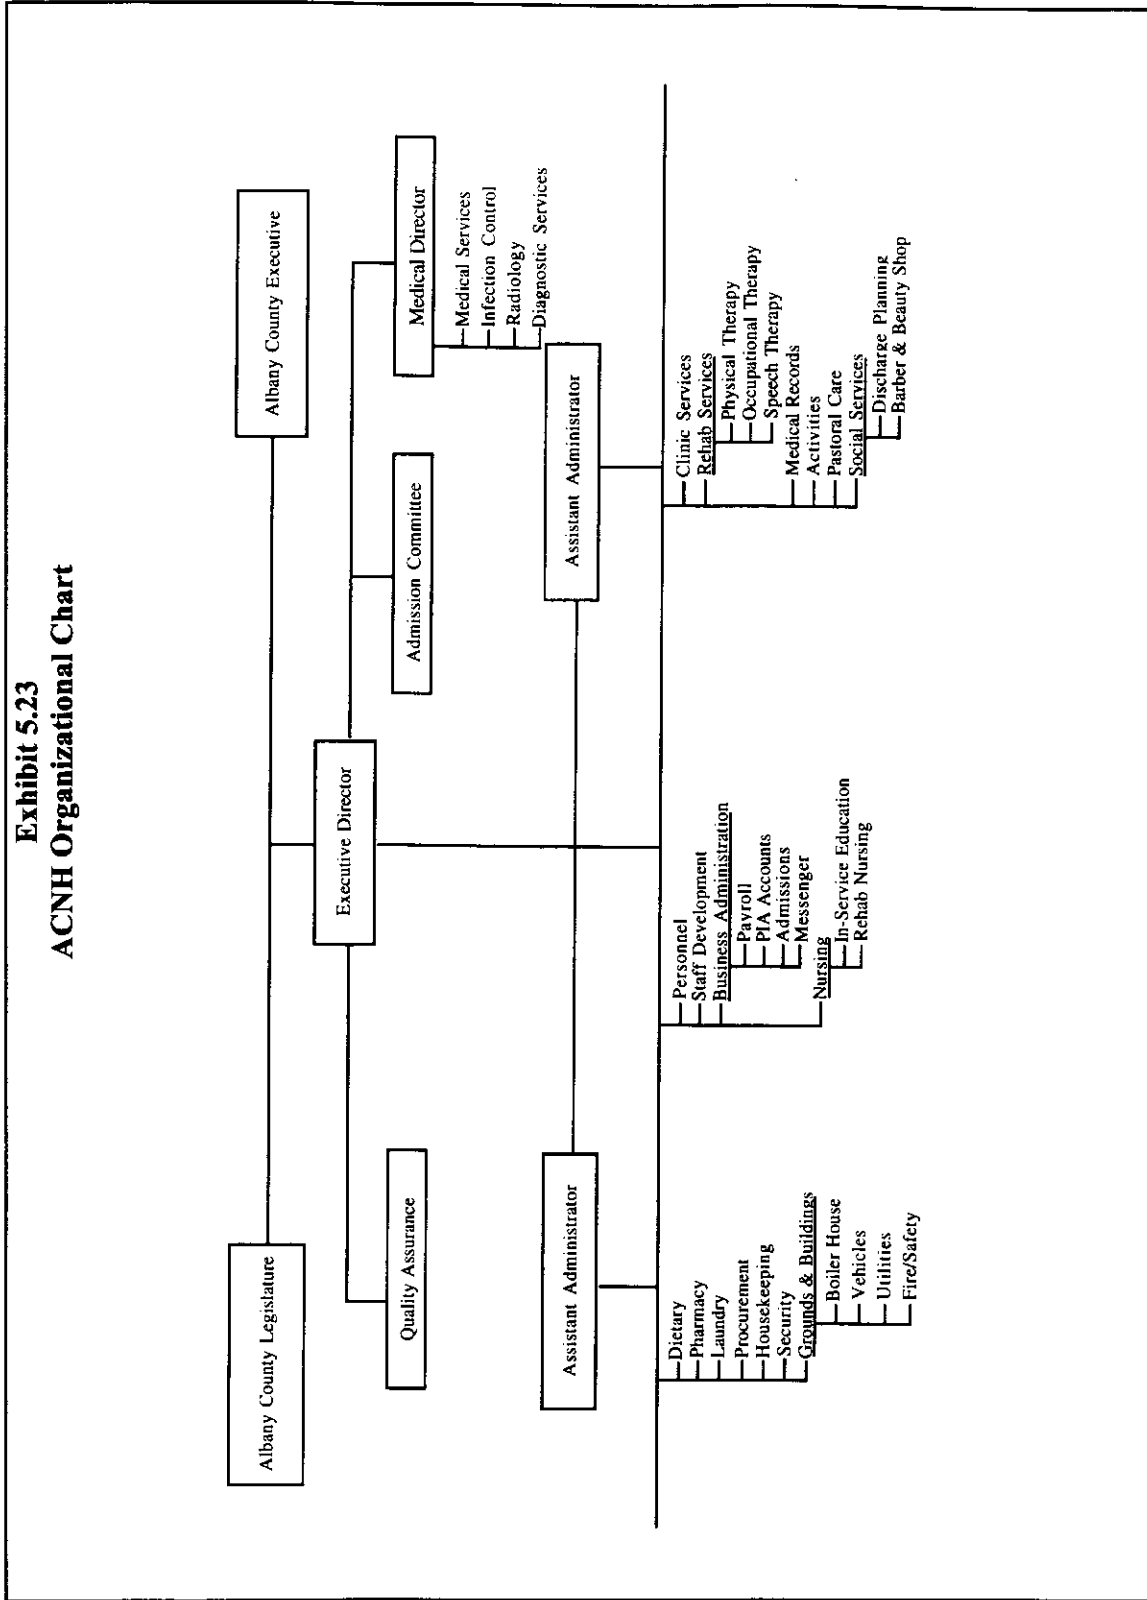 Exhibit 5.23
ACNH Organizational Chart
Albany County Legislature
Albany County Executive
Executive Director
Quality Assurance
Admission Committee
Medical Director
Medical Services
Infection Control
Radiology
Diagnostic Services
Assistant Administrator
Assistant Administrator
Dietary
Pharmacy
Laundry
Procurement
Housekeeping
Security
Grounds & Buildings
Boiler House
Vehicles
Utilities
Fire/Safety
Personnel
Staff Development
Business Administration
Payroll
PIA Accounts
Admissions
Messenger
Nursing
In-Service Education
Rehab Nursing
Clinic Services
Rehab Services
Physical Therapy
Occupational Therapy
Speech Therapy
Medical Records
Activities
Pastoral Care
Social Services
Discharge Planning
Barber & Beauty Shop